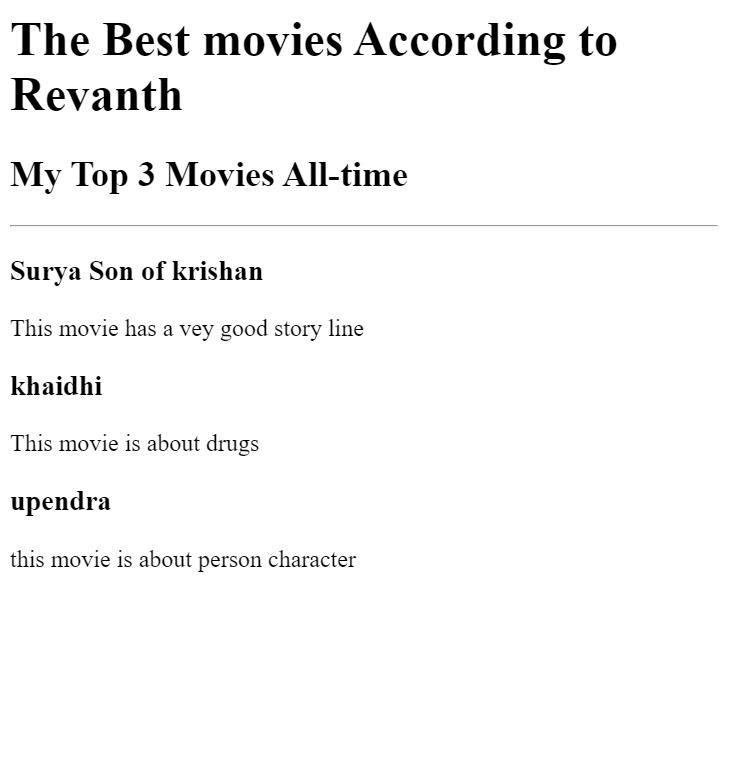 The Best movies According to
Revanth
My Top 3 Movies All-time
Surya Son of krishan
This movie has a vey good story line
khaidhi
This movie is about drugs
upendra
this movie is about person character